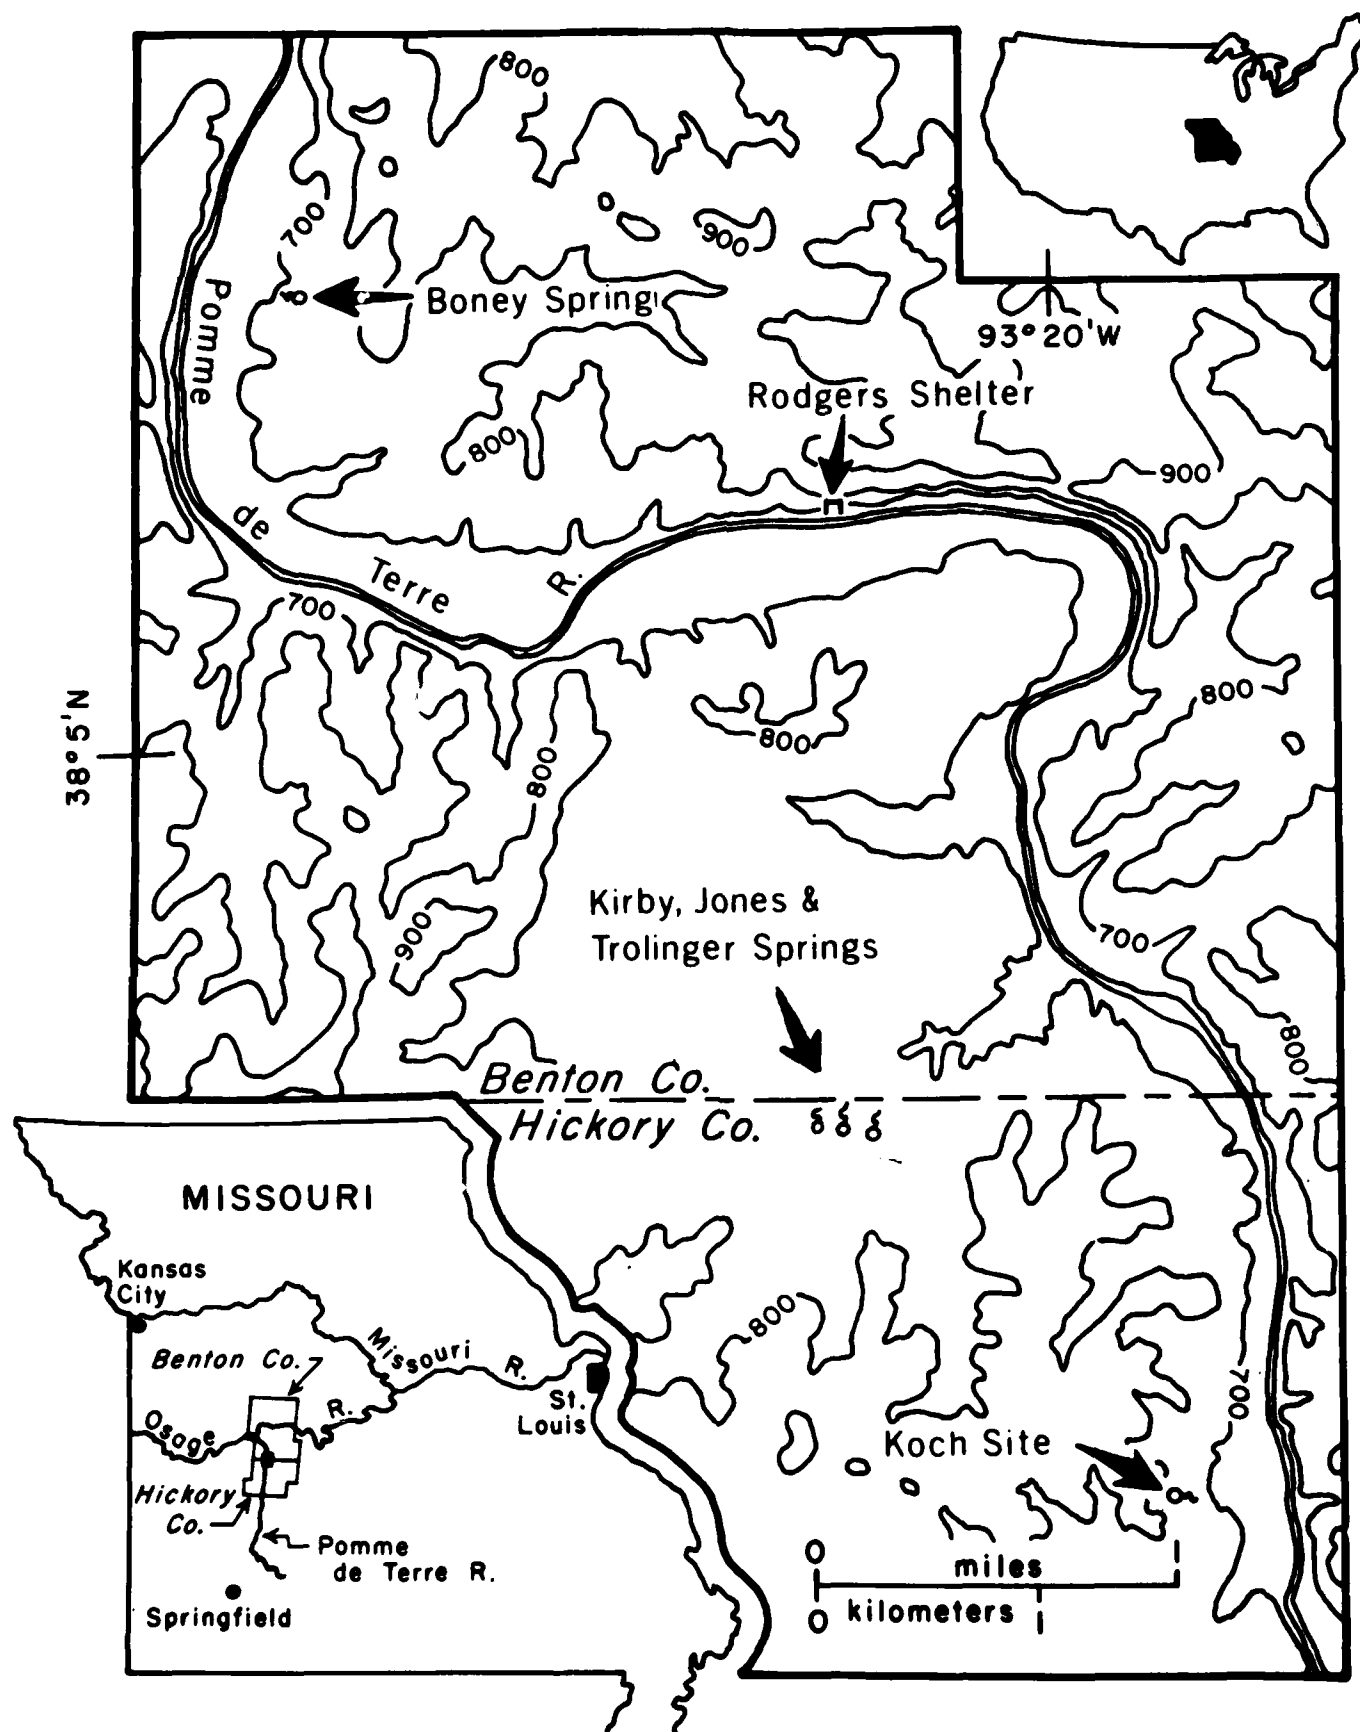 800
700
900
Boney Spring
Pomme
93°20'W
Rodgers Shelter
800
900
de
Terre
R.
700
800
38°5'N
800
800
Kirby, Jones &
Trolinger Springs
900
700
800
Benton Co.
Hickory Co.
MISSOURI
Kansas
City
Missouri
R.
Benton Co.
St.
Louis
Osage
R.
Hickory
Co.
Pomme
de Terre R.
Springfield
800
700
Koch Site
0
1
miles
kilometers
0
1